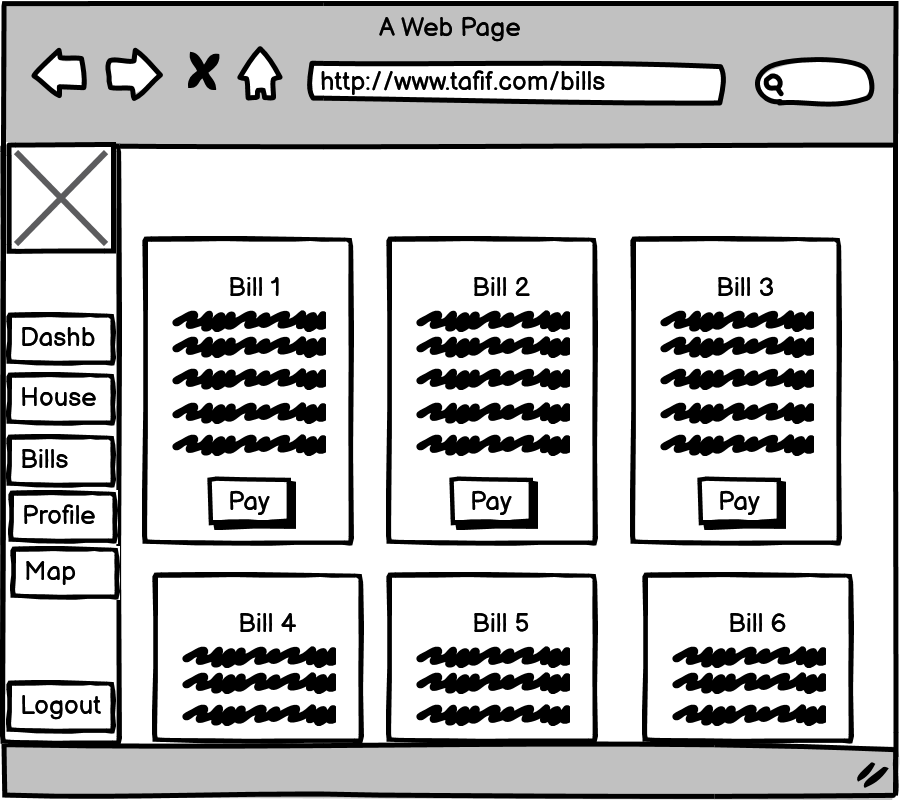 A Web Page
http://www.tafif.com/bills
Dashb
House
Bills
Profile
Map
Logout
Bill 1
Pay
Bill 2
Pay
Bill 3
Pay
Bill 4
Bill 5
Bill 6